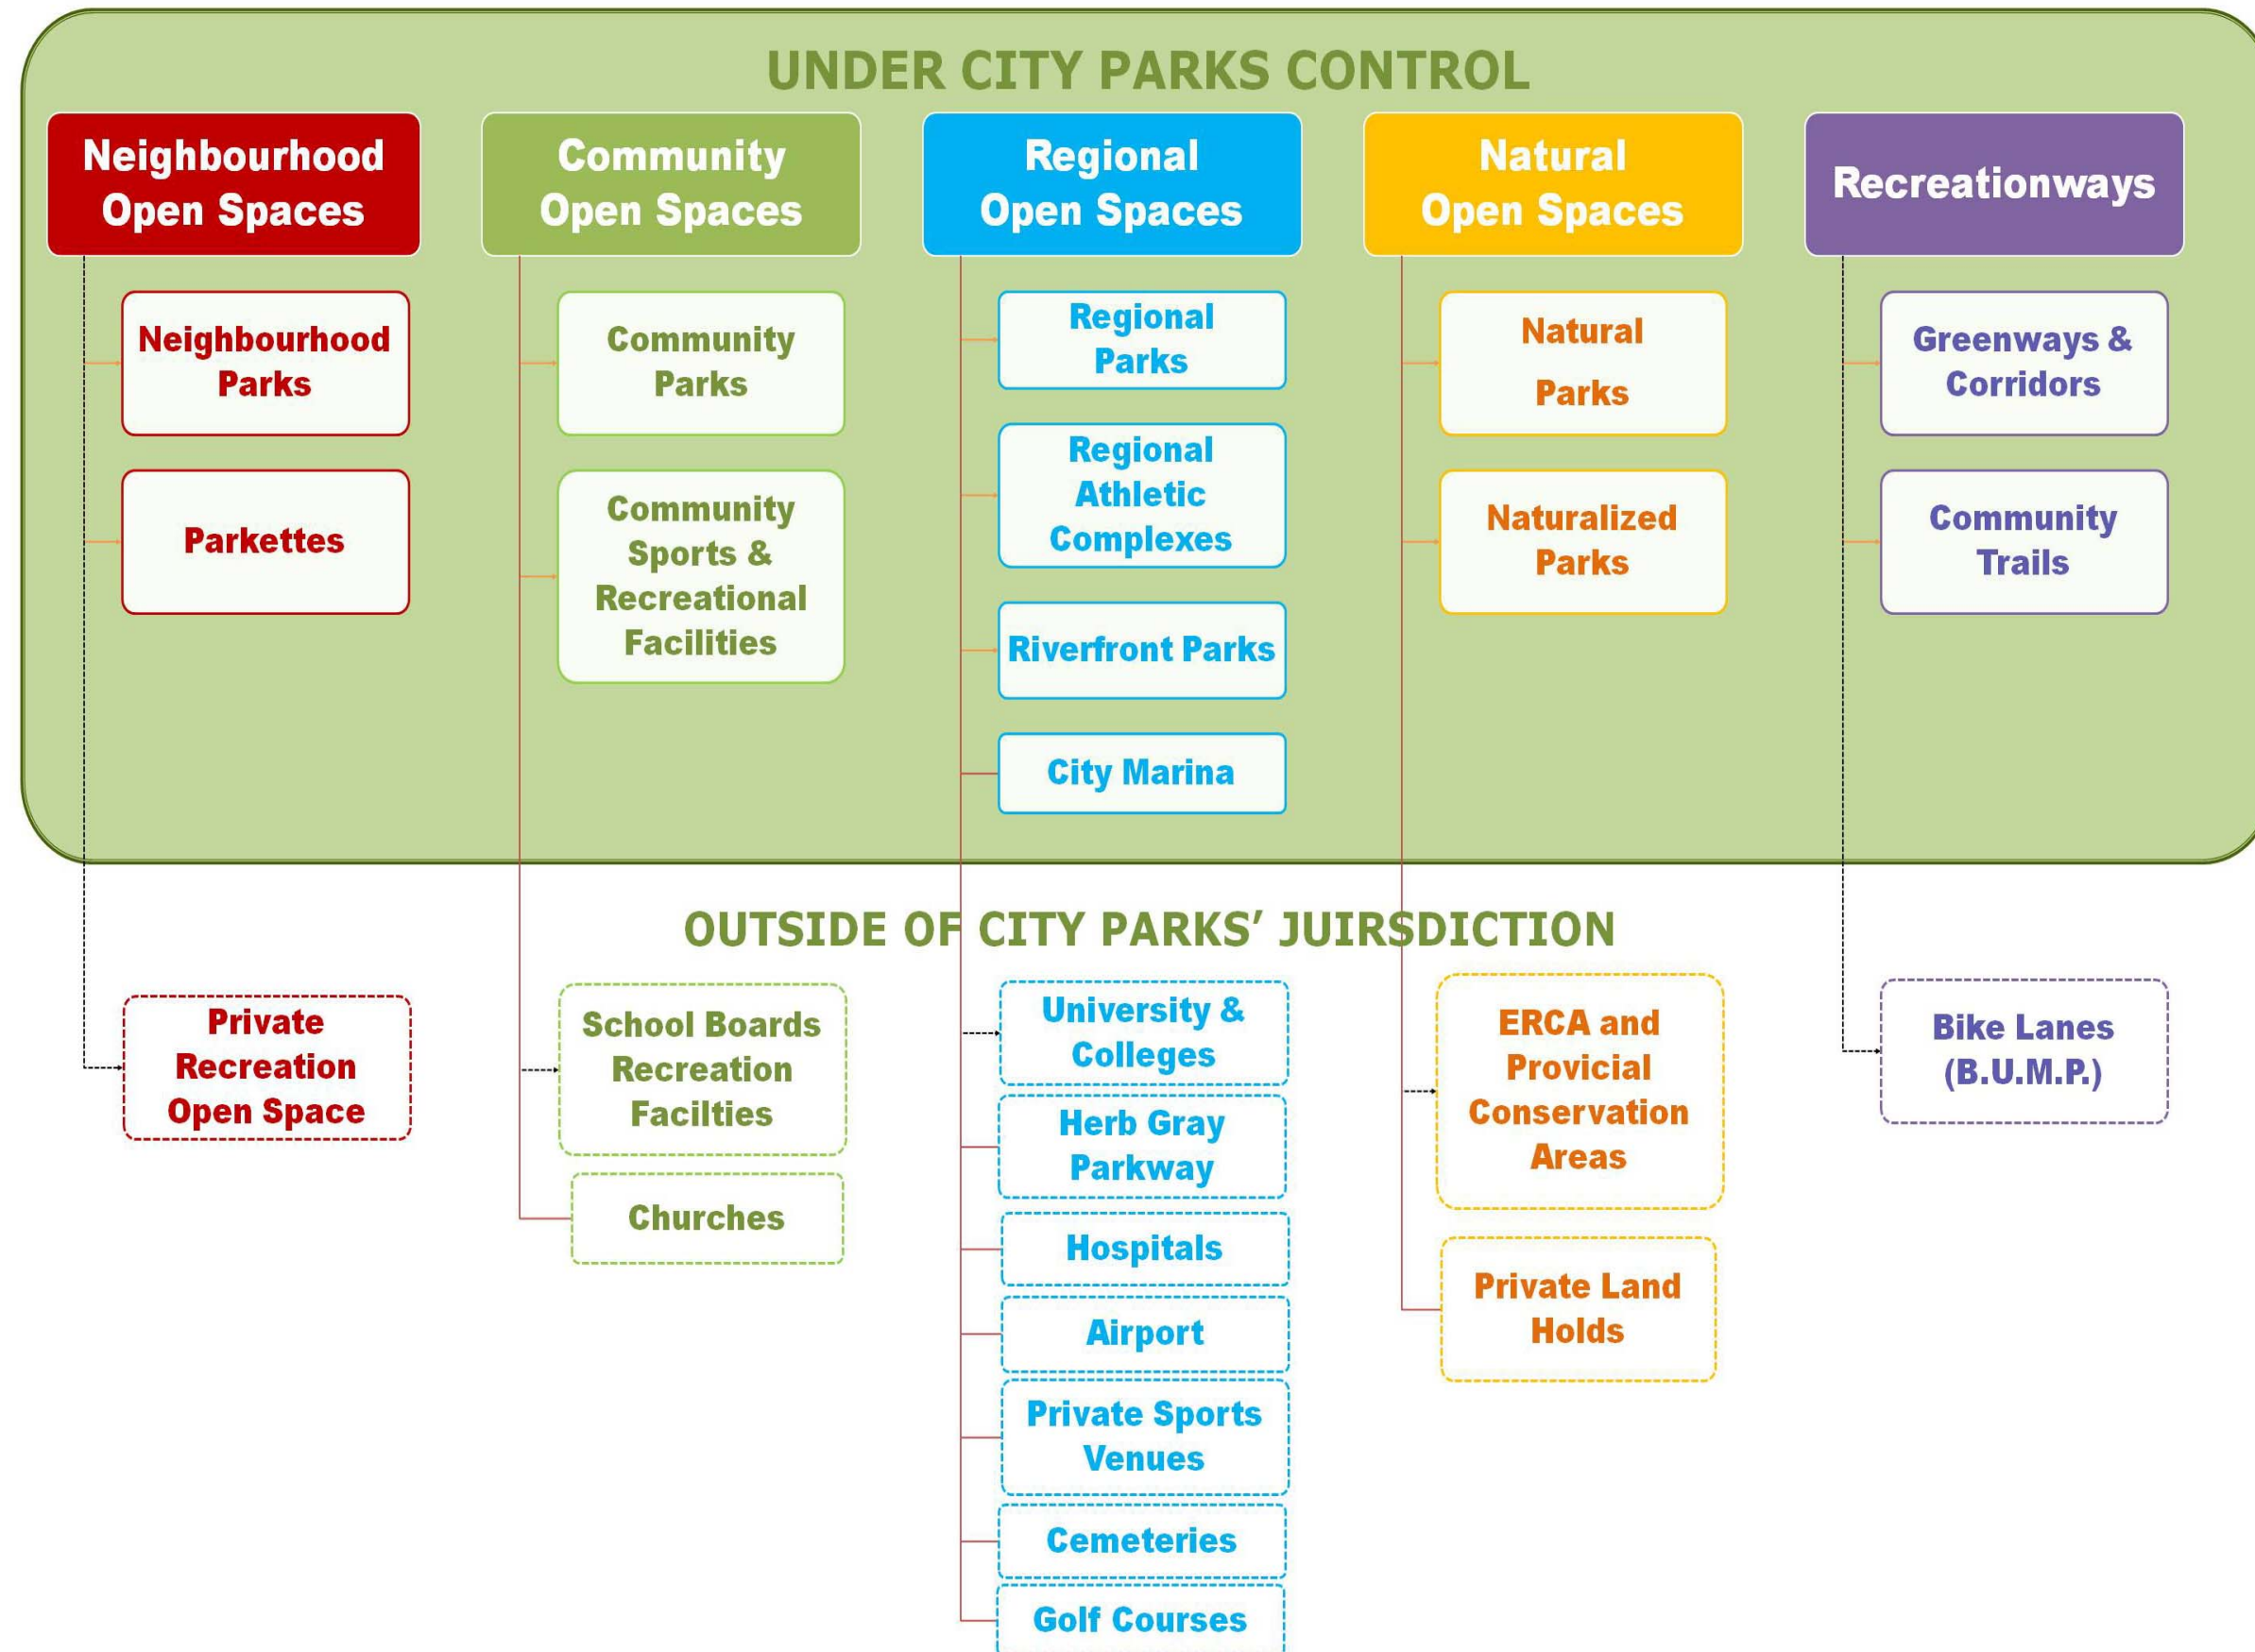 UNDER CITY PARKS CONTROL
Neighbourhood
Open Spaces
Neighbourhood
Parks
Parkettes
Community
Open Spaces
Community
Parks
Community
Sports &
Recreational
Facilities
Regional
Open Spaces
Regional
Parks
Regional
Athletic
Complexes
Riverfront Parks
City Marina
Natural
Open Spaces
Natural
Parks
Naturalized
Parks
Recreationways
Greenways &
Corridors
Community
Trails
OUTSIDE OF CITY PARKS’ JUIRSDICTION
Private
Recreation
Open Space
School Boards
Recreation
Facilties
Churches
University &
Colleges
Herb Gray
Parkway
Hospitals
Airport
Private Sports
Venues
Cemeteries
Golf Courses
ERCA and
Provicial
Conservation
Areas
Private Land
Holds
Bike Lanes
(B.U.M.P.)